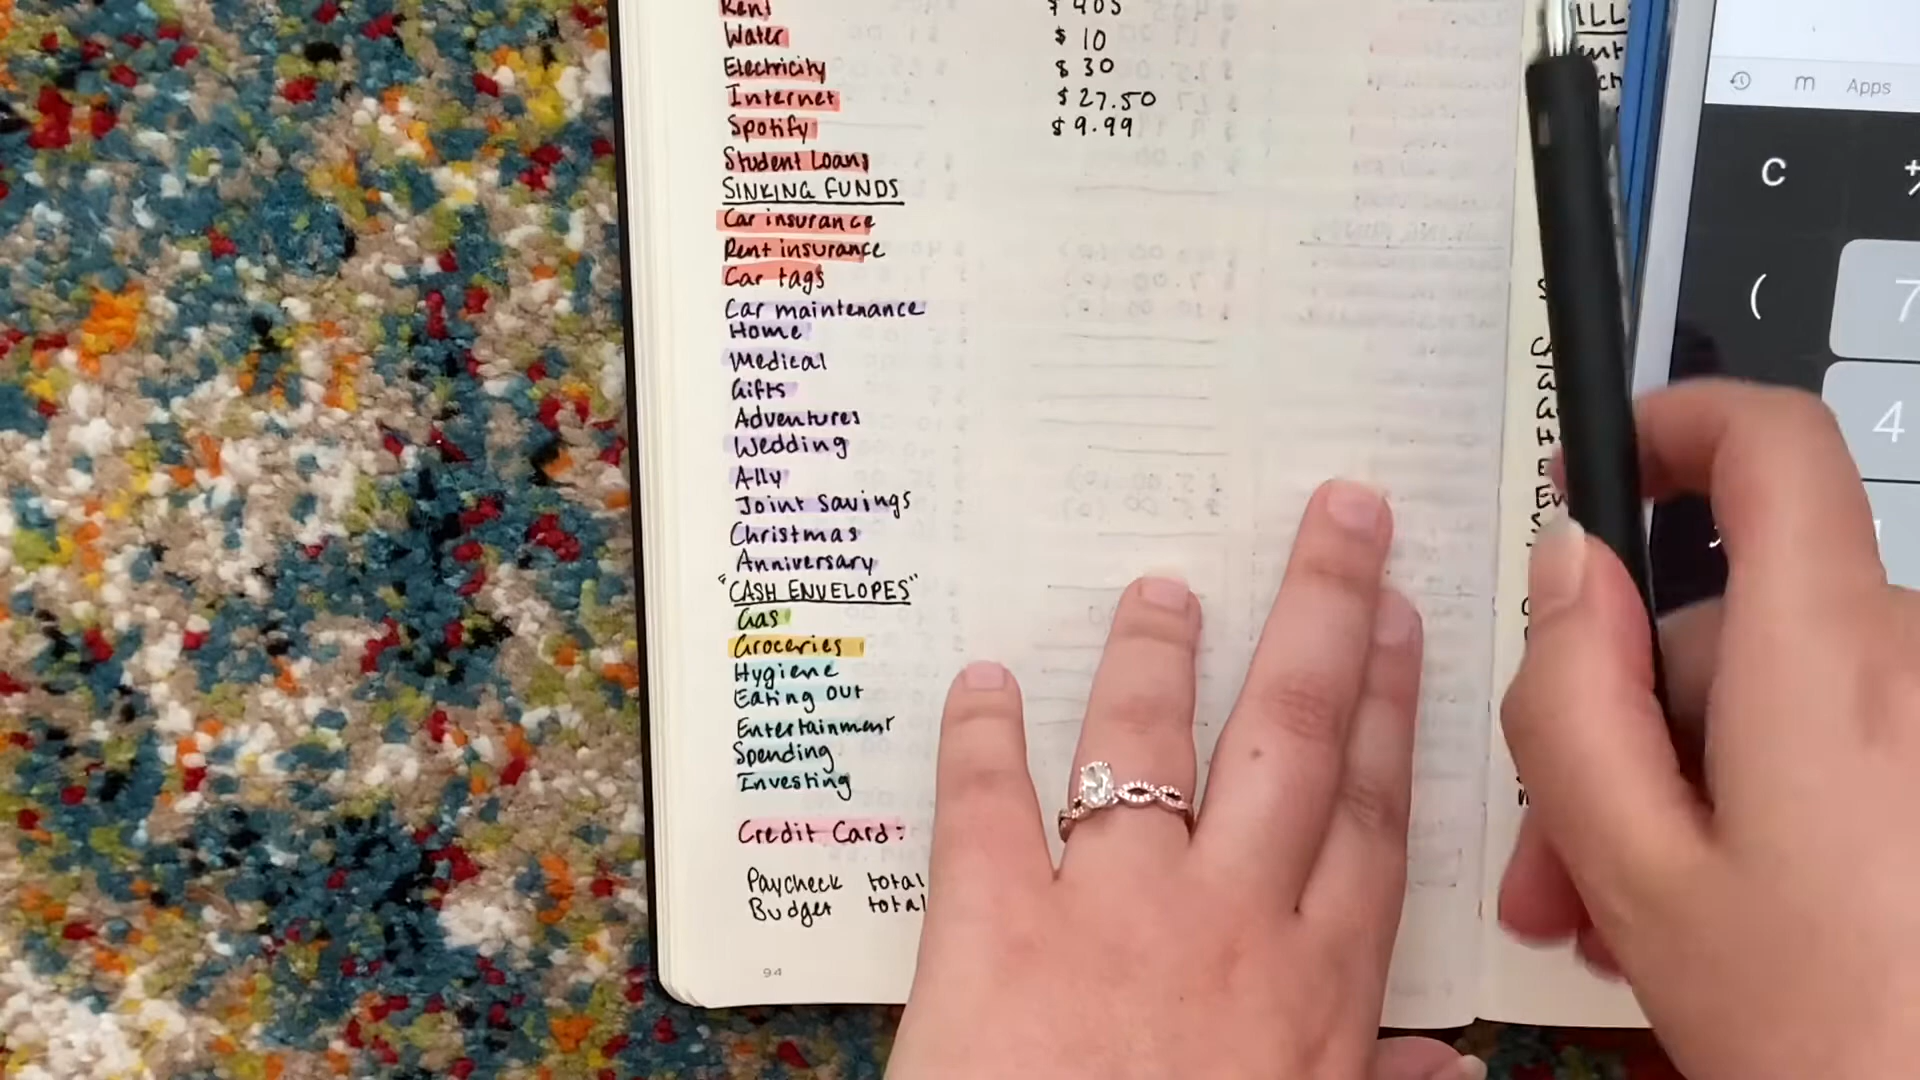 Rent $ 405
Water $ 10
Electricity $ 30
Internet $ 27.50
Spotify $ 9.99
Student Loans
SINKING FUNDS
Car insurance
Rent insurance
Car tags
Car maintenance
Home
Medical
Gifts
Adventures
Wedding
Ally
Joint Savings
Christmas
Anniversary
"CASH ENVELOPES"
Gas
Groceries
Hygiene
Eating out
Entertainment
Spending
Investing
Credit Card:
Paycheck total
Budget total
94
m Apps
C
( 7
4